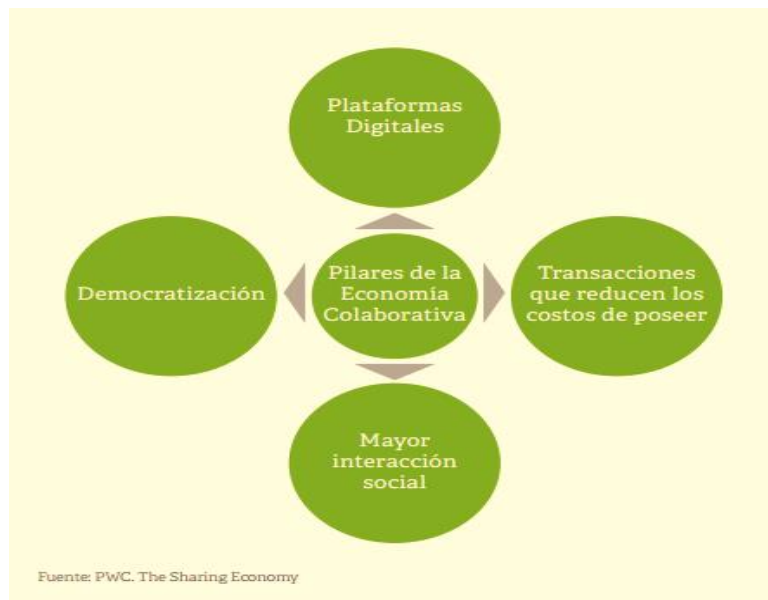 Plataformas
Digitales
Democratización
Pilares de la
Economía
Colaborativa
Transacciones
que reducen los
costos de poseer
Mayor
interacción
social
Fuente: PWC. The Sharing Economy